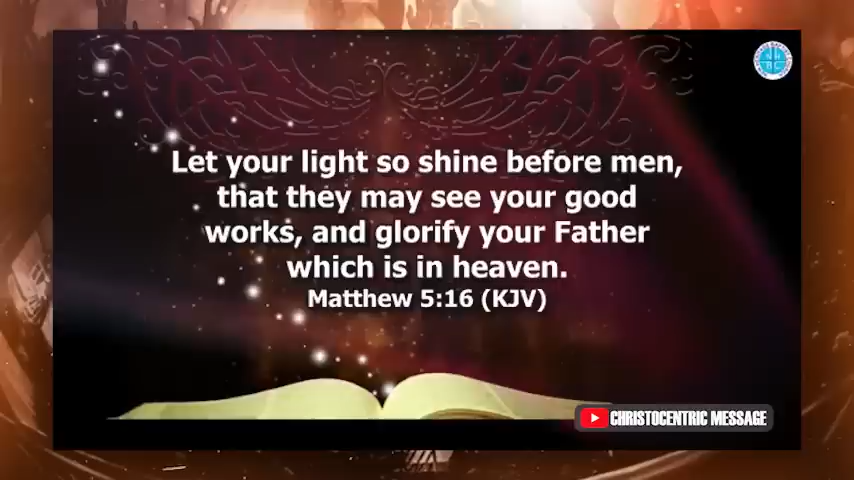 Let your light so shine before men,
that they may see your good
works, and glorify your Father
which is in heaven.
Matthew 5:16 (KJV)
CHRISTOCENTRIC MESSAGE